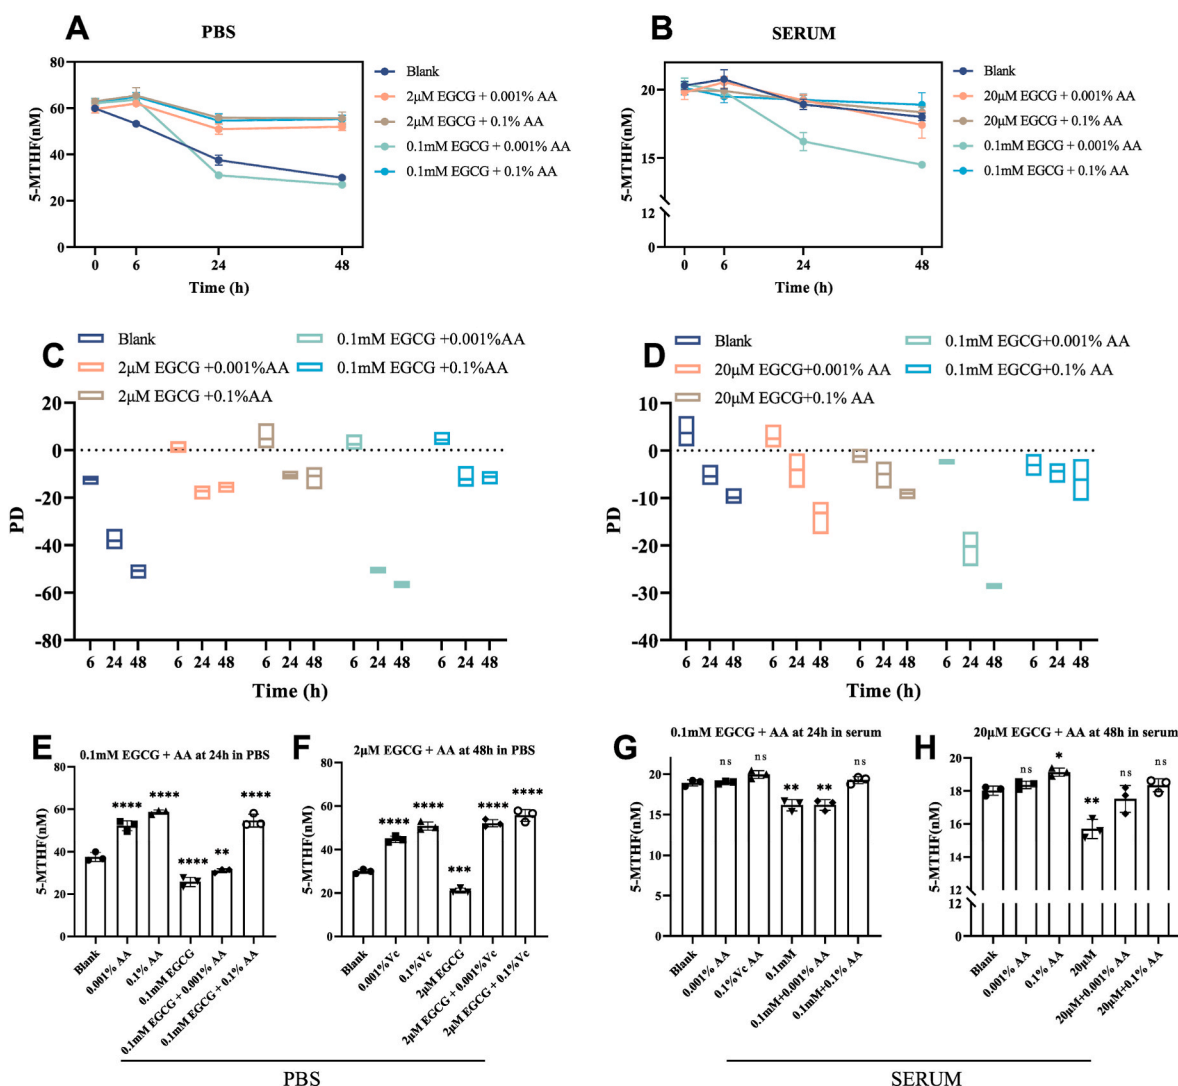 A
PBS
80
60
40
20
0
5-MTHF(nM)
0 6 24 48
Time (h)
Blank
2μM EGCG + 0.001% AA
2μM EGCG + 0.1% AA
0.1mM EGCG + 0.001% AA
0.1mM EGCG + 0.1% AA
B
SERUM
20
15
12
0
5-MTHF(nM)
0 6 24 48
Time (h)
Blank
20μM EGCG + 0.001% AA
20μM EGCG + 0.1% AA
0.1mM EGCG + 0.001% AA
0.1mM EGCG + 0.1% AA
C
Blank
2μM EGCG +0.001%AA
2μM EGCG +0.1%AA
0.1mM EGCG +0.001%AA
0.1mM EGCG +0.1%AA
20
0
-20
-40
-60
-80
PD
6 24 48 6 24 48 6 24 48 6 24 48 6 24 48
Time (h)
D
Blank
20μM EGCG+0.001% AA
20μM EGCG+0.1% AA
0.1mM EGCG+0.001% AA
0.1mM EGCG+0.1% AA
10
0
-10
-20
-30
-40
PD
6 24 48 6 24 48 6 24 48 6 24 48 6 24 48
Time (h)
E
0.1mM EGCG + AA at 24h in PBS
80
60
40
20
0
5-MTHF(nM)
**** **** **** ** ****
Blank
0.001% AA
0.1% AA
0.1mM EGCG
0.1mM EGCG + 0.001% AA
0.1mM EGCG + 0.1% AA
F
2μM EGCG + AA at 48h in PBS
80
60
40
20
0
5-MTHF(nM)
**** **** *** **** ****
Blank
0.001%Vc
0.1%Vc
2μM EGCG
2μM EGCG + 0.001%Vc
2μM EGCG + 0.1%Vc
PBS
G
0.1mM EGCG + AA at 24h in serum
25
20
15
10
5
0
5-MTHF(nM)
ns ns ** ** ns
Blank
0.001% AA
0.1%Vc AA
0.1mM
0.1mM+0.001% AA
0.1mM+0.1% AA
H
20μM EGCG + AA at 48h in serum
20
18
16
14
12
12
0
5-MTHF(nM)
ns * ** ns ns
Blank
0.001% AA
0.1% AA
20μM
20μM+0.001% AA
20μM+0.1% AA
SERUM